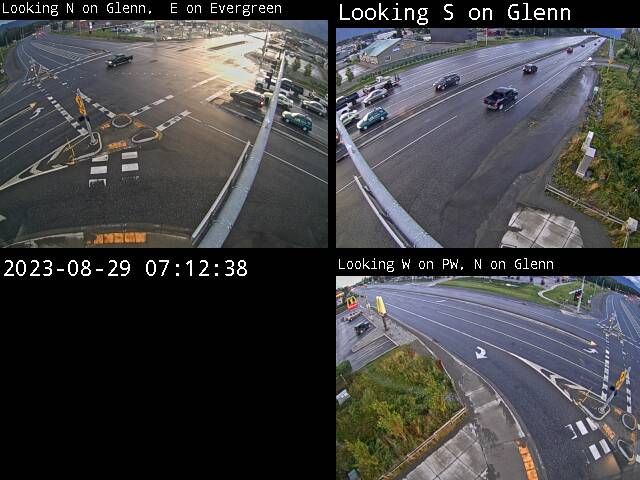 Looking N on Glenn,  E on Evergreen
Looking S on Glenn
2023-08-29 07:12:38
Looking W on PW, N on Glenn